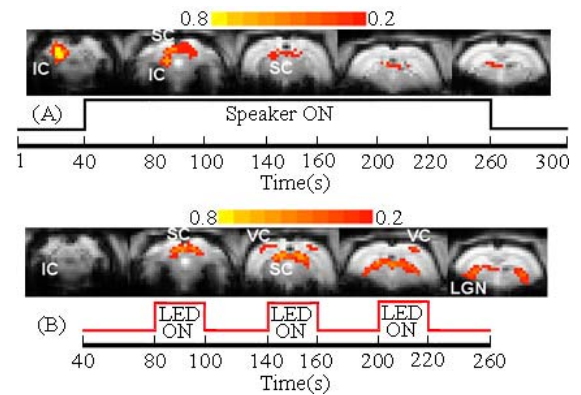 0.8 0.2
SC
IC IC SC
(A) Speaker ON
1 40 80 100 140 160 200 220 260 300
Time(s)
0.8 0.2
SC VC VC
IC SC
LGN
(B) LED ON LED ON LED ON
40 80 100 140 160 200 220 260
Time(s)